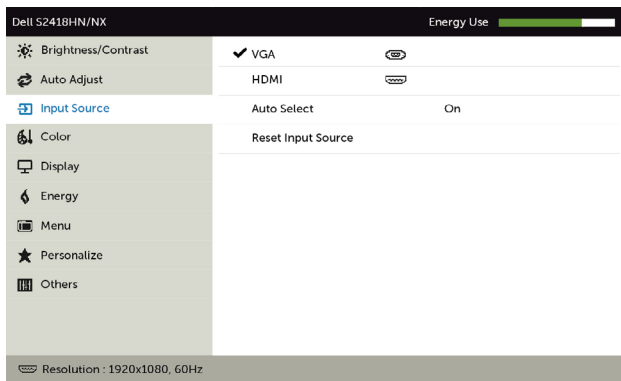 Dell S2418HN/NX Energy Use
Brightness/Contrast
Auto Adjust
Input Source
Color
Display
Energy
Menu
Personalize
Others
VGA
HDMI
Auto Select On
Reset Input Source
Resolution : 1920x1080, 60Hz